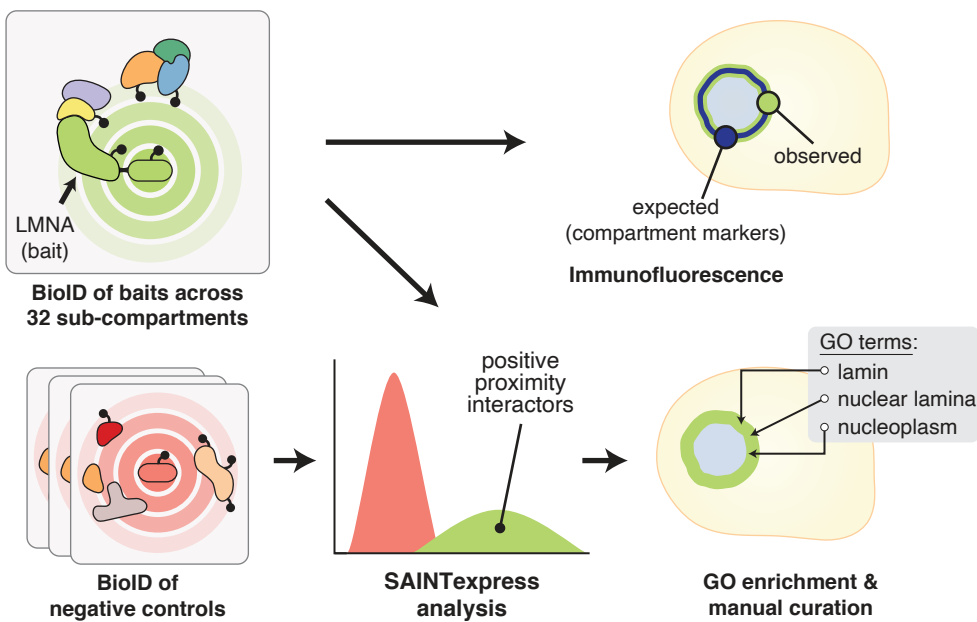 LMNA
(bait)
BioID of baits across
32 sub-compartments
observed
expected
(compartment markers)
Immunofluorescence
BioID of
negative controls
positive
proximity
interactors
SAINTexpress
analysis
GO terms:
lamin
nuclear lamina
nucleoplasm
GO enrichment &
manual curation